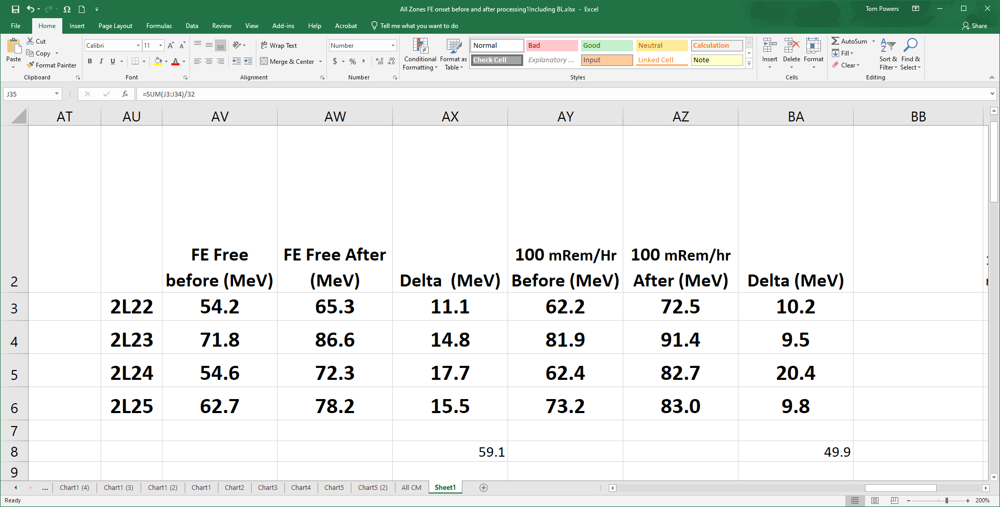 All Zones FE onset before and after processing1Including BL.xlsx - Excel
Tom Powers
File Home Insert Page Layout Formulas Data Review View Add-ins Help Acrobat Tell me what you want to do Share
Paste
Cut
Copy
Format Painter
Clipboard
Calibri 11
B I U
Font
Wrap Text
Merge & Center
Alignment
Number
$ % ,
Number
Conditional Formatting
Format as Table
Normal Bad Good Neutral Calculation
Check Cell Explanatory ... Input Linked Cell Note
Styles
Insert Delete Format
Cells
AutoSum
Fill
Clear
Sort & Filter
Find & Select
Editing
J35 fx =SUM(J3:J34)/32
AT AU AV AW AX AY AZ BA BB
FE Free FE Free After 100 mRem/Hr 100 mRem/hr
2 before (MeV) (MeV) Delta (MeV) Before (MeV) After (MeV) Delta (MeV)
3 2L22 54.2 65.3 11.1 62.2 72.5 10.2
4 2L23 71.8 86.6 14.8 81.9 91.4 9.5
5 2L24 54.6 72.3 17.7 62.4 82.7 20.4
6 2L25 62.7 78.2 15.5 73.2 83.0 9.8
7
8 59.1 49.9
9
... Chart1 (4) Chart1 (3) Chart1 (2) Chart1 Chart2 Chart3 Chart4 Chart5 Chart5 (2) All CM Sheet1
Ready 200%